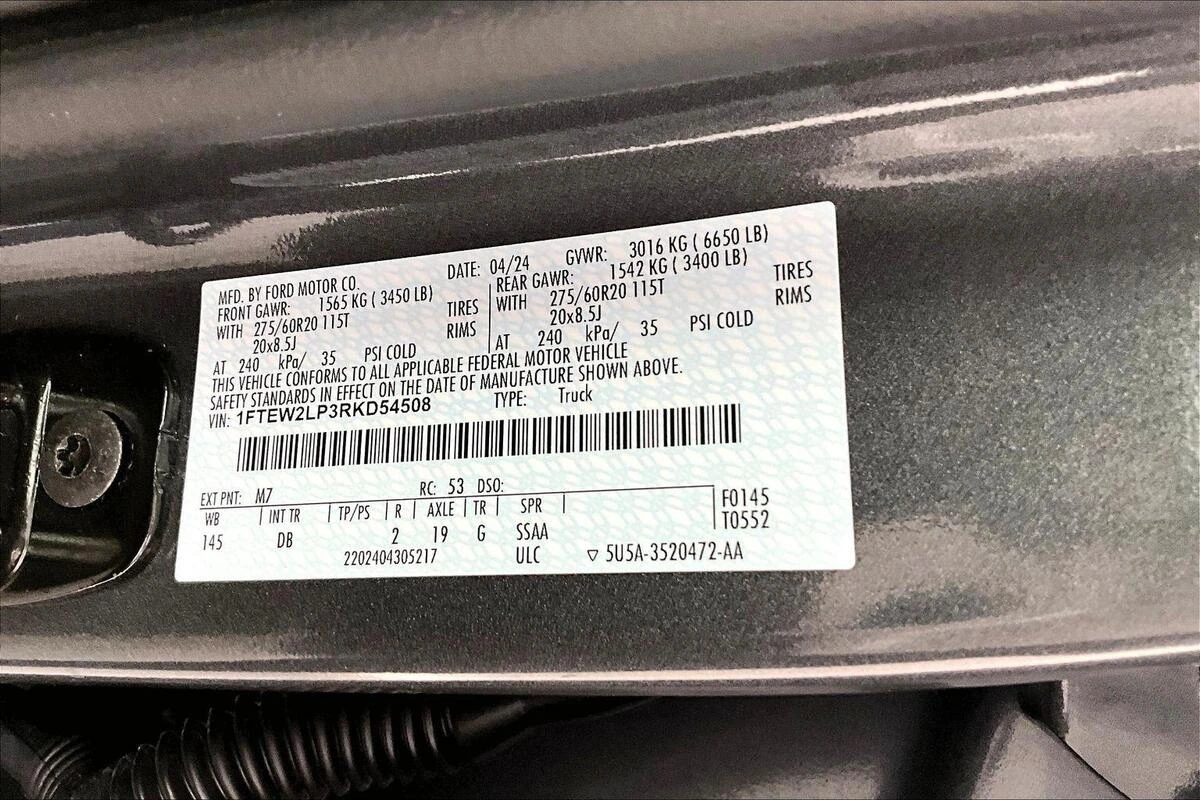 MFD. BY FORD MOTOR CO. DATE: 04/24 GVWR: 3016 KG ( 6650 LB)
FRONT GAWR: 1565 KG ( 3450 LB) REAR GAWR: 1542 KG ( 3400 LB)
WITH 275/60R20 115T TIRES WITH 275/60R20 115T TIRES
20x8.5J RIMS 20x8.5J RIMS
AT 240 kPa/ 35 PSI COLD AT 240 kPa/ 35 PSI COLD
THIS VEHICLE CONFORMS TO ALL APPLICABLE FEDERAL MOTOR VEHICLE
SAFETY STANDARDS IN EFFECT ON THE DATE OF MANUFACTURE SHOWN ABOVE.
VIN: 1FTEW2LP3RKD54508 TYPE: Truck
EXT PNT: M7 RC: 53 DSO:
WB INT TR TP/PS R AXLE TR SPR F0145
145 DB 2 19 G SSAA T0552
2202404305217 ULC ▽ 5U5A-3520472-AA